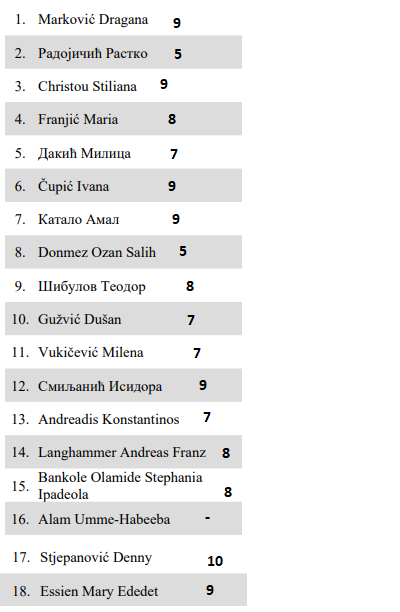 1. Marković Dragana 9
2. Радојичић Растко 5
3. Christou Stiliana 9
4. Franjić Maria 8
5. Дакић Милица 7
6. Čupić Ivana 9
7. Катало Амал 9
8. Donmez Ozan Salih 5
9. Шибулов Теодор 8
10. Gužvić Dušan 7
11. Vukičević Milena 7
12. Смиљанић Исидора 9
13. Andreadis Konstantinos 7
14. Langhammer Andreas Franz 8
15. Bankole Olamide Stephania
Ipadeola 8
16. Alam Umme-Habeeba -
17. Stjepanović Denny 10
18. Essien Mary Ededet 9